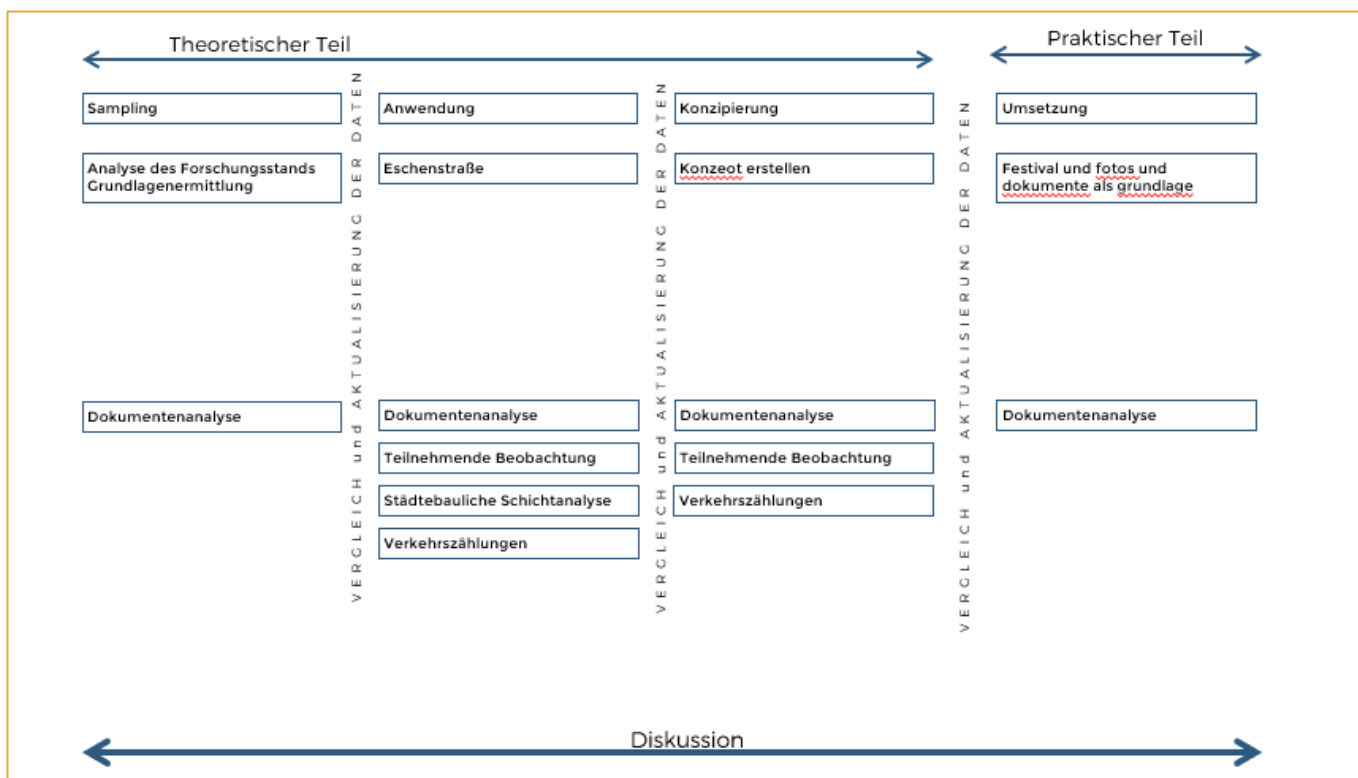 Theoretischer Teil
Praktischer Teil
Sampling
Anwendung
Konzipierung
Umsetzung
Analyse des Forschungsstands
Grundlagenermittlung
Eschenstraße
Konzeot erstellen
Festival und fotos und
dokumente als grundlage
VERGLEICH und AKTUALISIERUNG DER DATEN
VERGLEICH und AKTUALISIERUNG DER DATEN
VERGLEICH und AKTUALISIERUNG DER DATEN
Dokumentenanalyse
Dokumentenanalyse
Dokumentenanalyse
Dokumentenanalyse
Teilnehmende Beobachtung
Teilnehmende Beobachtung
Städtebauliche Schichtanalyse
Verkehrszählungen
Verkehrszählungen
Diskussion